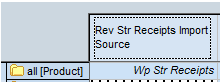 Rev Str Receipts Import
Source
all [Product]
Wp Str Receipts